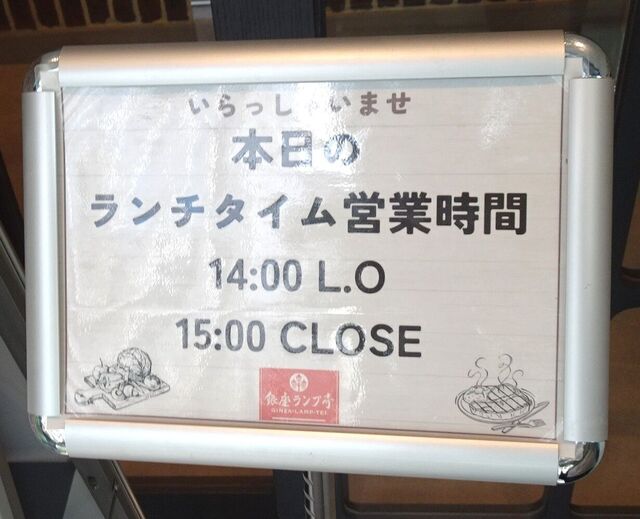 いらっしゃいませ
本日の
ランチタイム営業時間
14:00 L.O
15:00 CLOSE
銀座ランプ亭
GINZA-LAMP-TEI